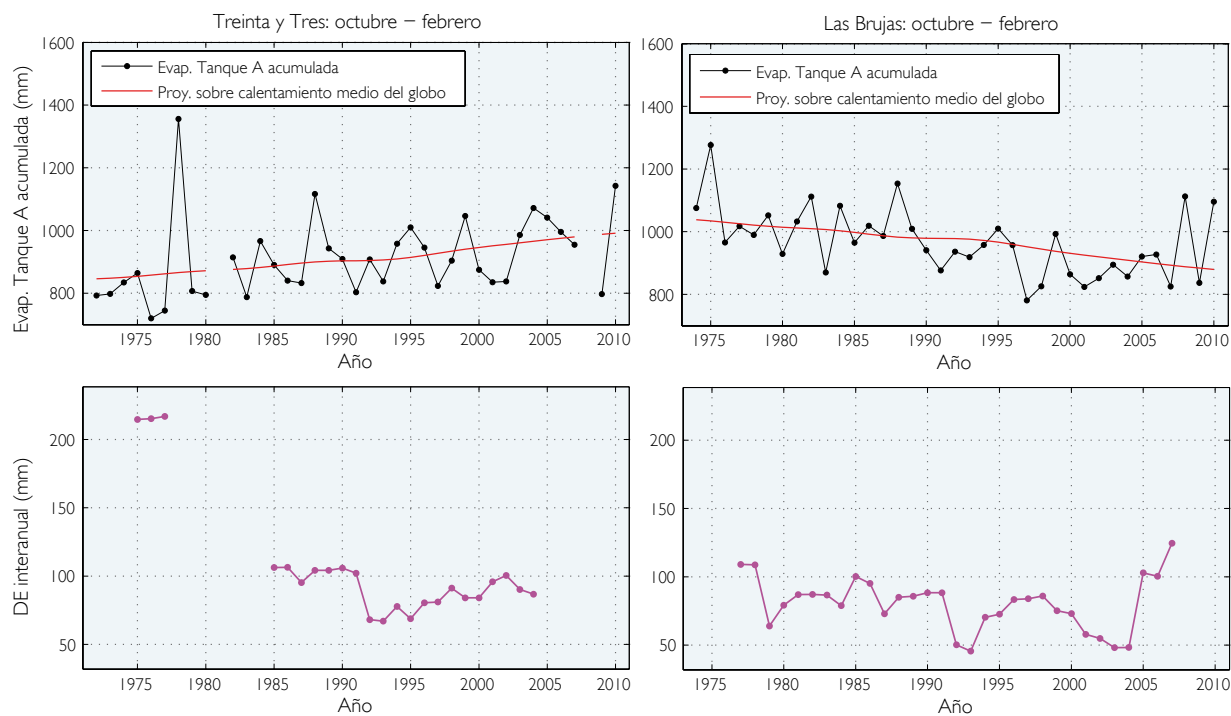 Treinta y Tres: octubre – febrero
Evap. Tanque A acumulada (mm)
1600
1400
1200
1000
800
Evap. Tanque A acumulada
Proy. sobre calentamiento medio del globo
1975 1980 1985 1990 1995 2000 2005 2010
Año
Las Brujas: octubre – febrero
1600
1400
1200
1000
800
Evap. Tanque A acumulada
Proy. sobre calentamiento medio del globo
1975 1980 1985 1990 1995 2000 2005 2010
Año
DE interanual (mm)
200
150
100
50
1975 1980 1985 1990 1995 2000 2005 2010
Año
200
150
100
50
1975 1980 1985 1990 1995 2000 2005 2010
Año